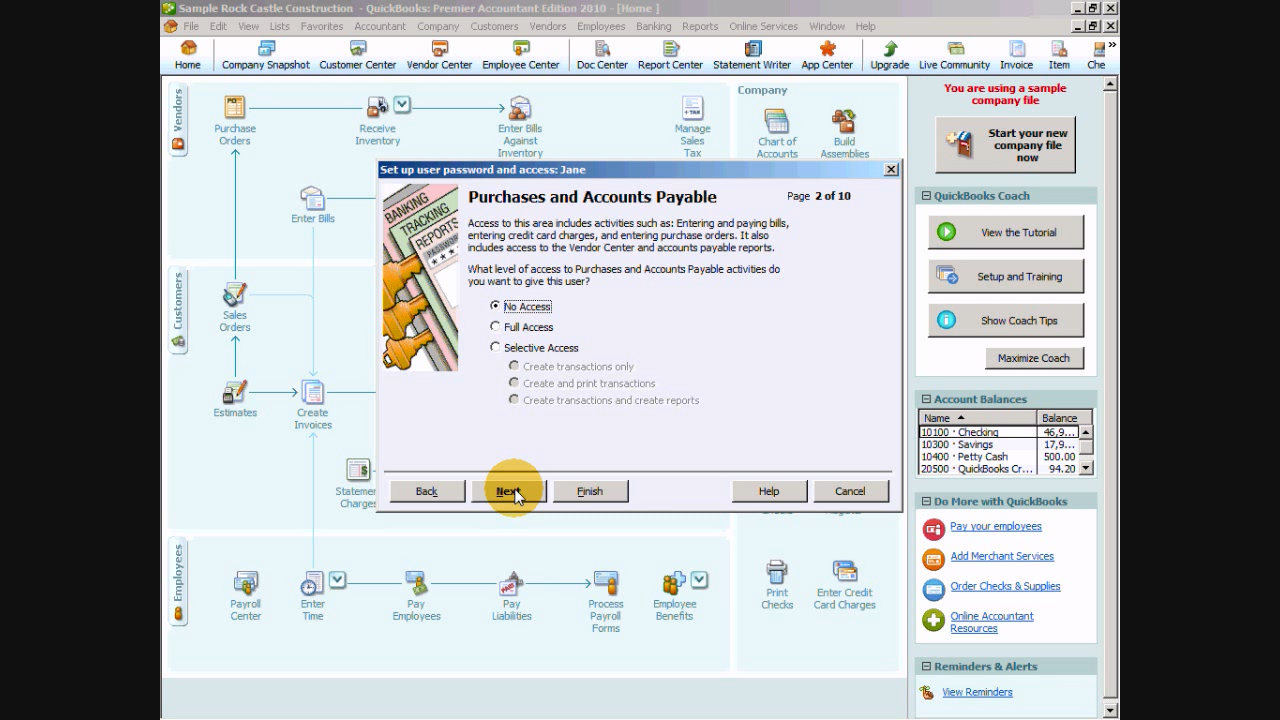 Sample Rock Castle Construction - QuickBooks: Premier Accountant Edition 2010 - [Home ]
File Edit View Lists Favorites Accountant Company Customers Vendors Employees Banking Reports Online Services Window Help
Home Company Snapshot Customer Center Vendor Center Employee Center Doc Center Report Center Statement Writer App Center Upgrade Live Community Invoice Item Che
Vendors
Purchase
Orders
Receive
Inventory
Enter Bills
Against
Inventory
Manage
Sales
Tax
Enter Bills
Company
Chart of
Accounts
Build
Assemblies
Set up user password and access: Jane
BANKING
TRACKING
REPORTS
Purchases and Accounts Payable
Page 2 of 10
Access to this area includes activities such as: Entering and paying bills,
entering credit card charges, and entering purchase orders. It also
includes access to the Vendor Center and accounts payable reports.
What level of access to Purchases and Accounts Payable activities do
you want to give this user?
No Access
Full Access
Selective Access
Create transactions only
Create and print transactions
Create transactions and create reports
Back Next Finish Help Cancel
Customers
Sales
Orders
Estimates
Create
Invoices
Statement
Charges
Employees
Payroll
Center
Enter
Time
Pay
Employees
Pay
Liabilities
Process
Payroll
Forms
Employee
Benefits
Print
Checks
Enter Credit
Card Charges
You are using a sample
company file
Start your new
company file
now
QuickBooks Coach
View the Tutorial
Setup and Training
Show Coach Tips
Maximize Coach
Account Balances
Name Balance
10100 · Checking 46,9...
10300 · Savings 17,9...
10400 · Petty Cash 500.00
20500 · QuickBooks Cr... 94.20
Do More with QuickBooks
Pay your employees
Add Merchant Services
Order Checks & Supplies
Online Accountant
Resources
Reminders & Alerts
View Reminders